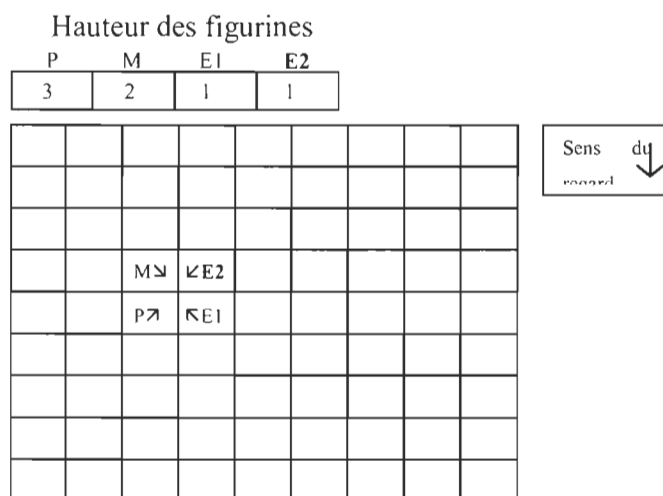 Hauteur des figurines
P M E1 E2
3 2 1 1
Sens du ↓
M↘ ↙E2
P↗ ↖E1